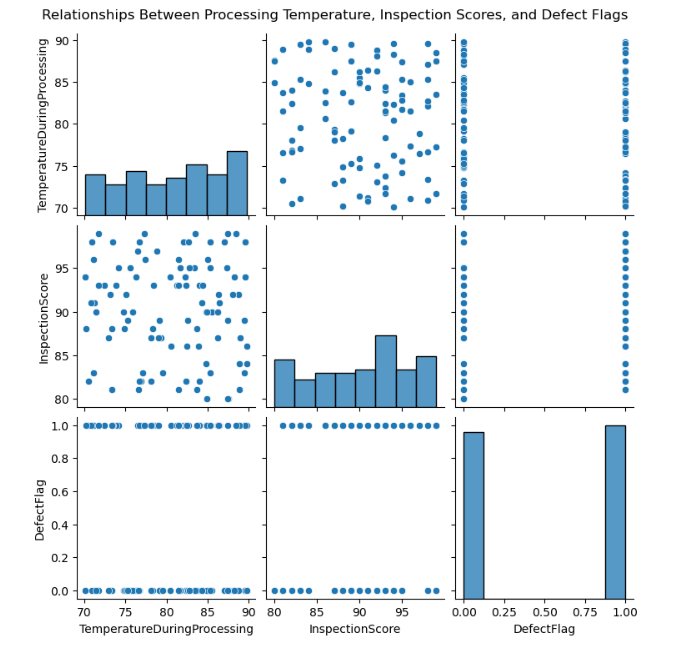 Relationships Between Processing Temperature, Inspection Scores, and Defect Flags
90
85
80
75
70
TemperatureDuringProcessing
95
90
85
80
InspectionScore
1.0
0.8
0.6
0.4
0.2
0.0
DefectFlag
70 75 80 85 90 80 85 90 95 0.00 0.25 0.50 0.75 1.00
TemperatureDuringProcessing InspectionScore DefectFlag